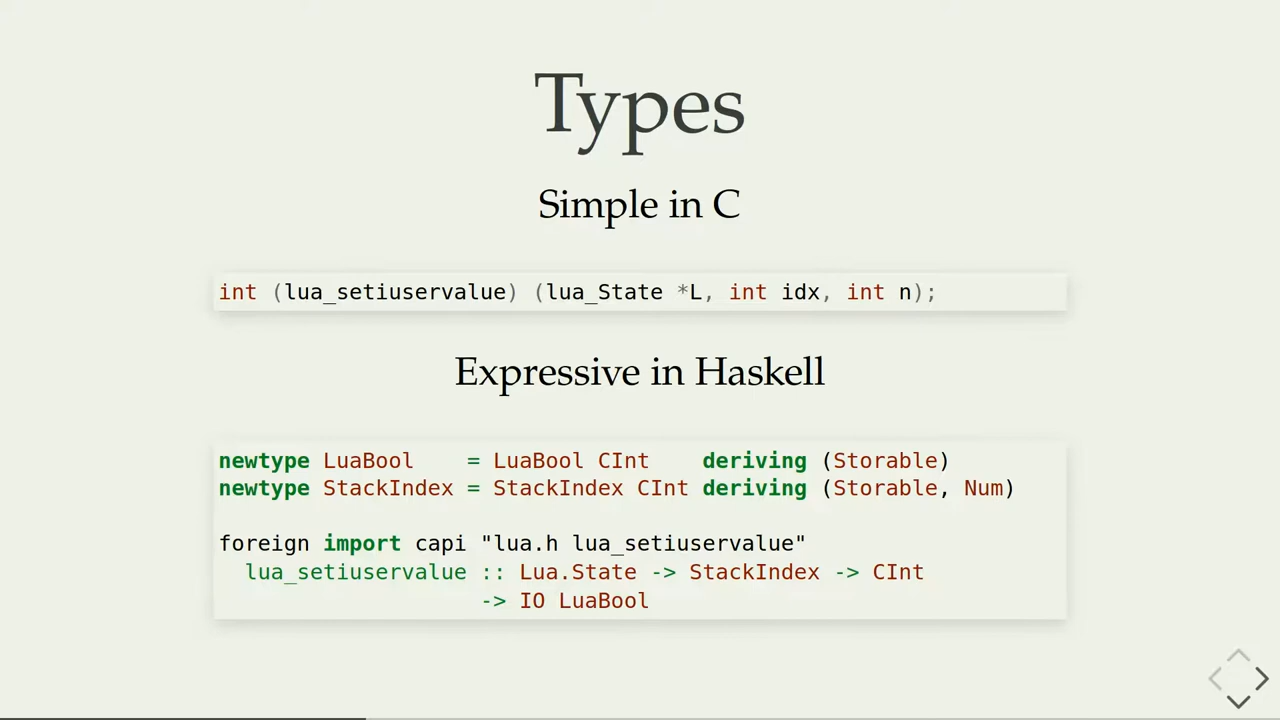 Types
Simple in C
int (lua_setiuservalue) (lua_State *L, int idx, int n);
Expressive in Haskell
newtype LuaBool    = LuaBool CInt    deriving (Storable)
newtype StackIndex = StackIndex CInt deriving (Storable, Num)
foreign import capi "lua.h lua_setiuservalue"
  lua_setiuservalue :: Lua.State -> StackIndex -> CInt
                    -> IO LuaBool